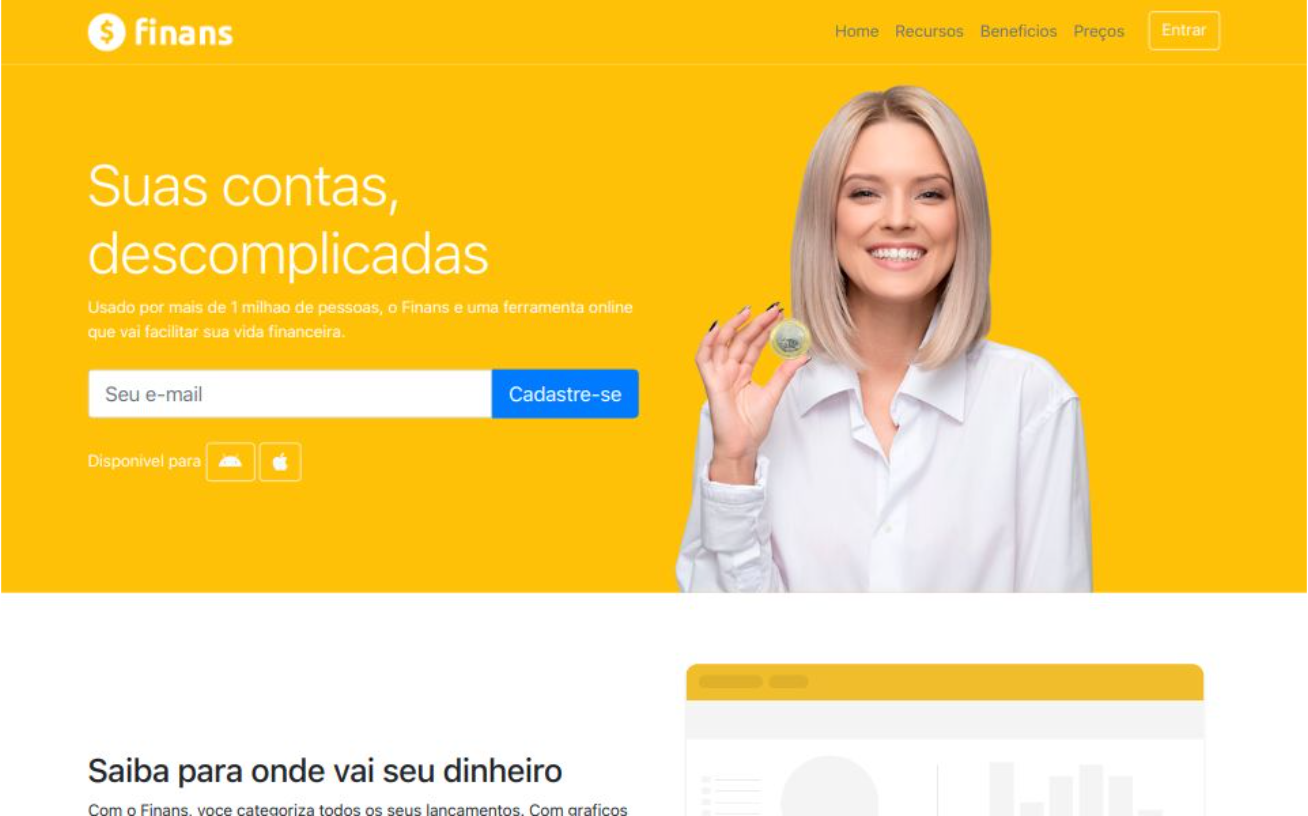 finans
Home Recursos Beneficios Preços Entrar
Suas contas,
descomplicadas
Usado por mais de 1 milhao de pessoas, o Finans e uma ferramenta online
que vai facilitar sua vida financeira.
Seu e-mail Cadastre-se
Disponivel para
Saiba para onde vai seu dinheiro
Com o Finans, voce categoriza todos os seus lancamentos. Com graficos